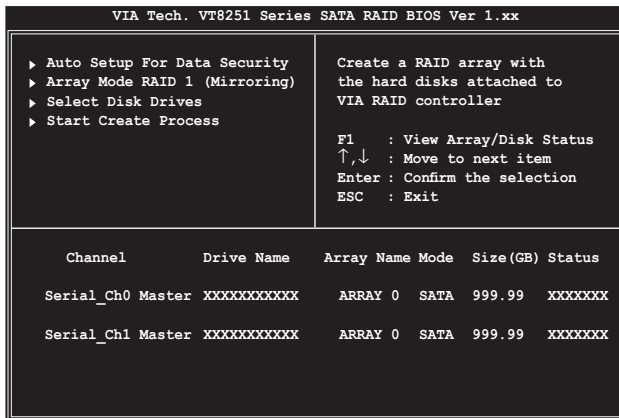 VIA Tech. VT8251 Series SATA RAID BIOS Ver 1.xx
Auto Setup For Data Security
Array Mode RAID 1 (Mirroring)
Select Disk Drives
Start Create Process
Create a RAID array with
the hard disks attached to
VIA RAID controller
F1 : View Array/Disk Status
↑,↓ : Move to next item
Enter : Confirm the selection
ESC : Exit
Channel Drive Name Array Name Mode Size(GB) Status
Serial_Ch0 Master XXXXXXXXXXX ARRAY 0 SATA 999.99 XXXXXXX
Serial_Ch1 Master XXXXXXXXXXX ARRAY 0 SATA 999.99 XXXXXXX